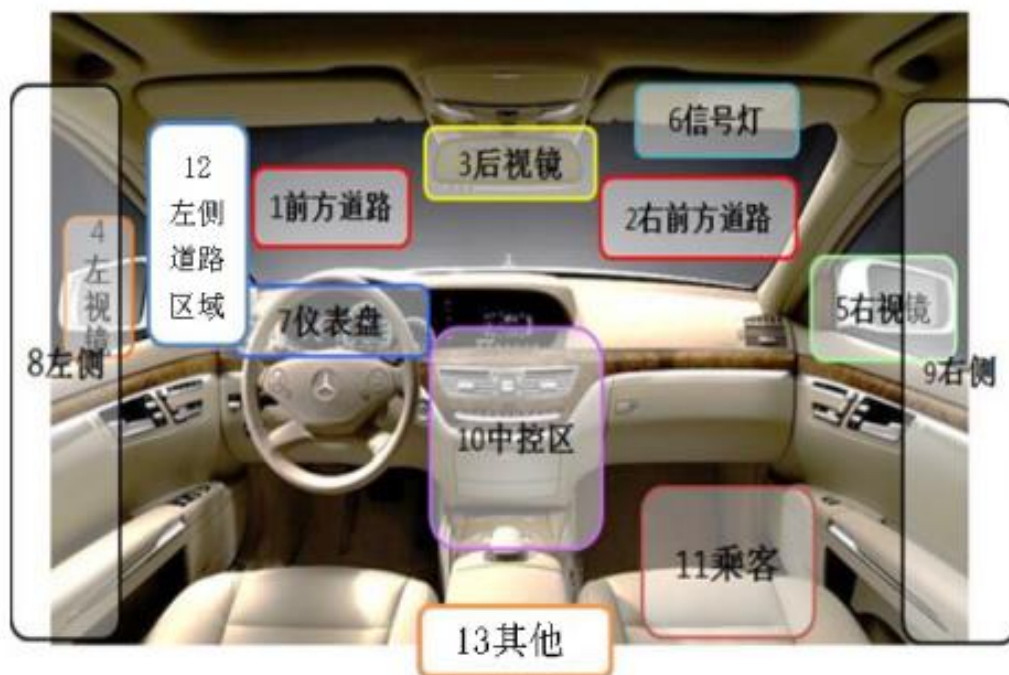 6信号灯
3后视镜
12
左侧
道路
区域
1前方道路
2右前方道路
4
左
视
镜
7仪表盘
5右视镜
8左侧
9右侧
10中控区
11乘客
13其他